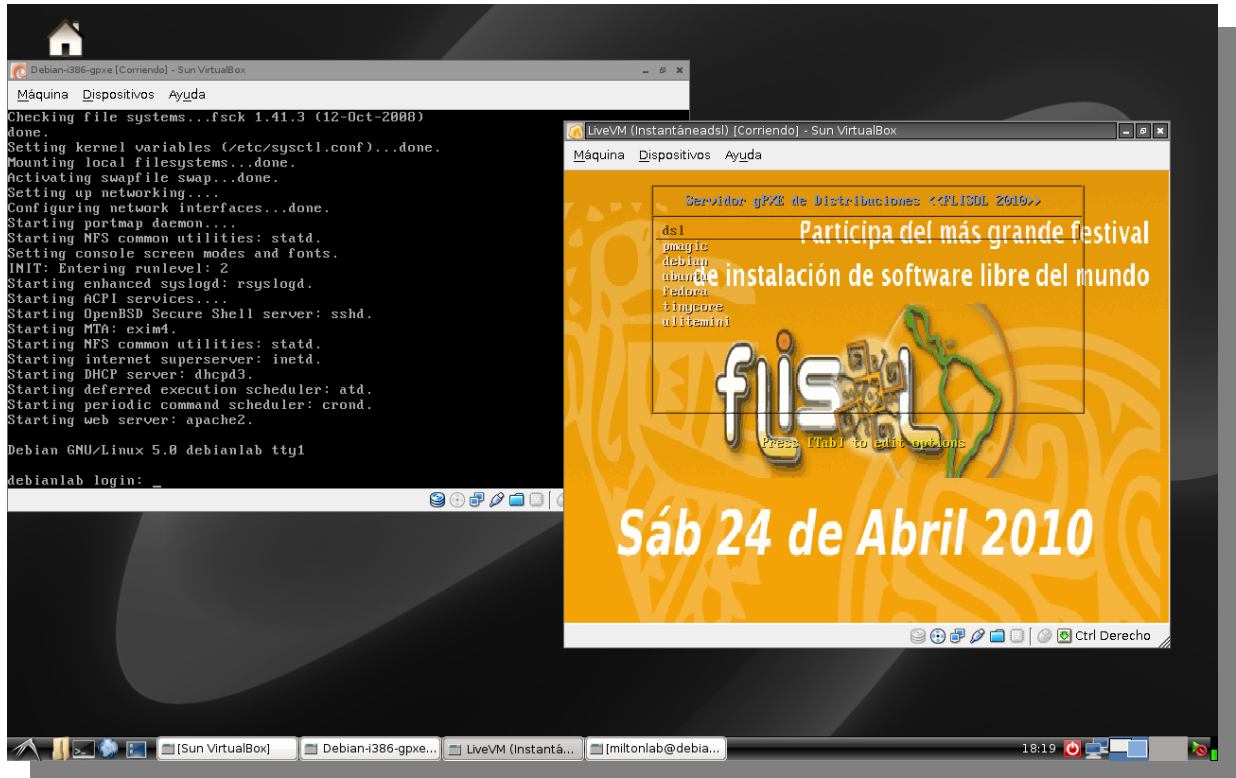 Debian-i386-gpxe [Corriendo] - Sun VirtualBox
Máquina Dispositivos Ayuda
Checking file systems...fsck 1.41.3 (12-Oct-2008)
done.
Setting kernel variables (/etc/sysctl.conf)...done.
Mounting local filesystems...done.
Activating swapfile swap...done.
Setting up networking....
Configuring network interfaces...done.
Starting portmap daemon....
Starting NFS common utilities: statd.
Setting console screen modes and fonts.
INIT: Entering runlevel: 2
Starting enhanced syslogd: rsyslogd.
Starting ACPI services....
Starting OpenBSD Secure Shell server: sshd.
Starting MTA: exim4.
Starting NFS common utilities: statd.
Starting internet superserver: inetd.
Starting DHCP server: dhcpd3.
Starting deferred execution scheduler: atd.
Starting periodic command scheduler: crond.
Starting web server: apache2.
Debian GNU/Linux 5.0 debianlab tty1
debianlab login: _
LiveVM (Instantáneadsl) [Corriendo] - Sun VirtualBox
Máquina Dispositivos Ayuda
Servidor gPXE de Distribuciones <<FLISOL 2010>>
dsl
pmagic
debian
ubuntu
fedora
tinycore
ulitemini
Participa del más grande festival
de instalación de software libre del mundo
flisol
Press [Tab] to edit options
Sáb 24 de Abril 2010
Ctrl Derecho
[Sun VirtualBox]
Debian-i386-gpxe...
LiveVM (Instantá...
[miltonlab@debia...
18:19